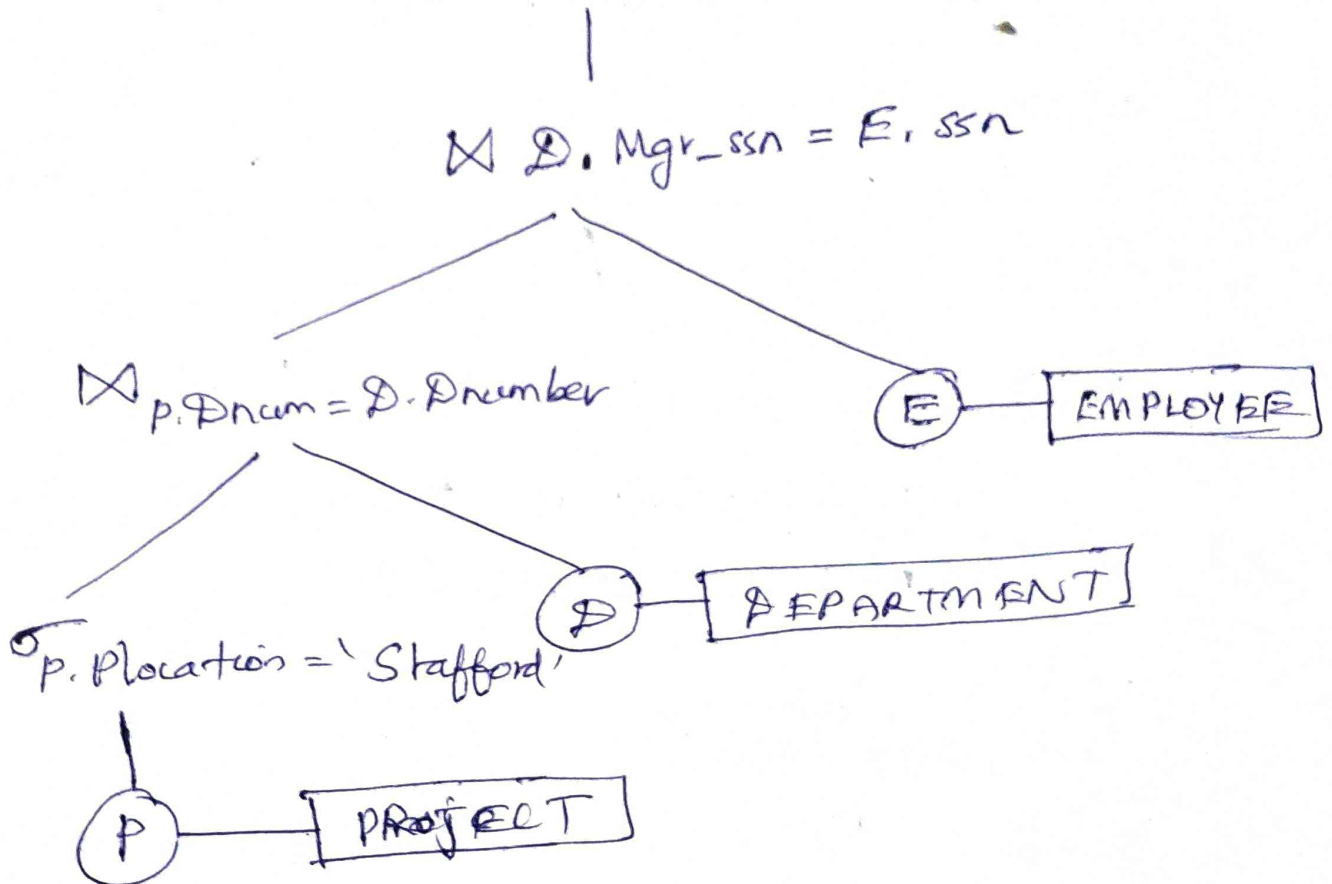 ⋈ D. Mgr_ssn = E. ssn
⋈ P. Dnum = D. Dnumber
E EMPLOYEE
D DEPARTMENT
σ P. Plocation = 'Stafford'
P PROJECT